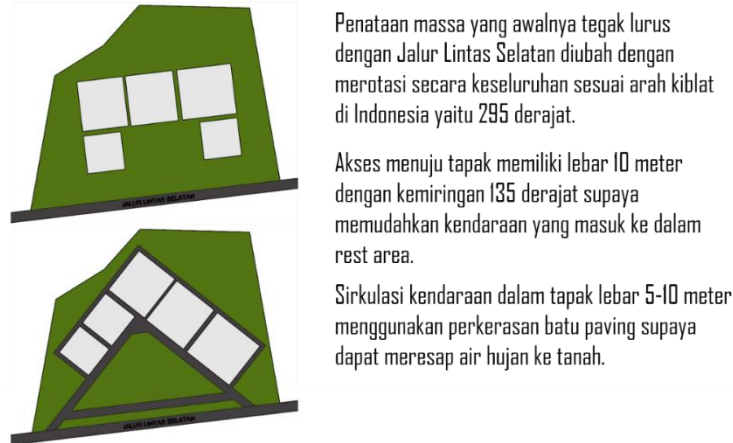 Penataan massa yang awalnya tegak lurus
dengan Jalur Lintas Selatan diubah dengan
merotasi secara keseluruhan sesuai arah kiblat
di Indonesia yaitu 295 derajat.
JALUR LINTAS SELATAN
Akses menuju tapak memiliki lebar 10 meter
dengan kemiringan 135 derajat supaya
memudahkan kendaraan yang masuk ke dalam
rest area.
Sirkulasi kendaraan dalam tapak lebar 5-10 meter
menggunakan perkerasan batu paving supaya
dapat meresap air hujan ke tanah.
JALUR LINTAS SELATAN